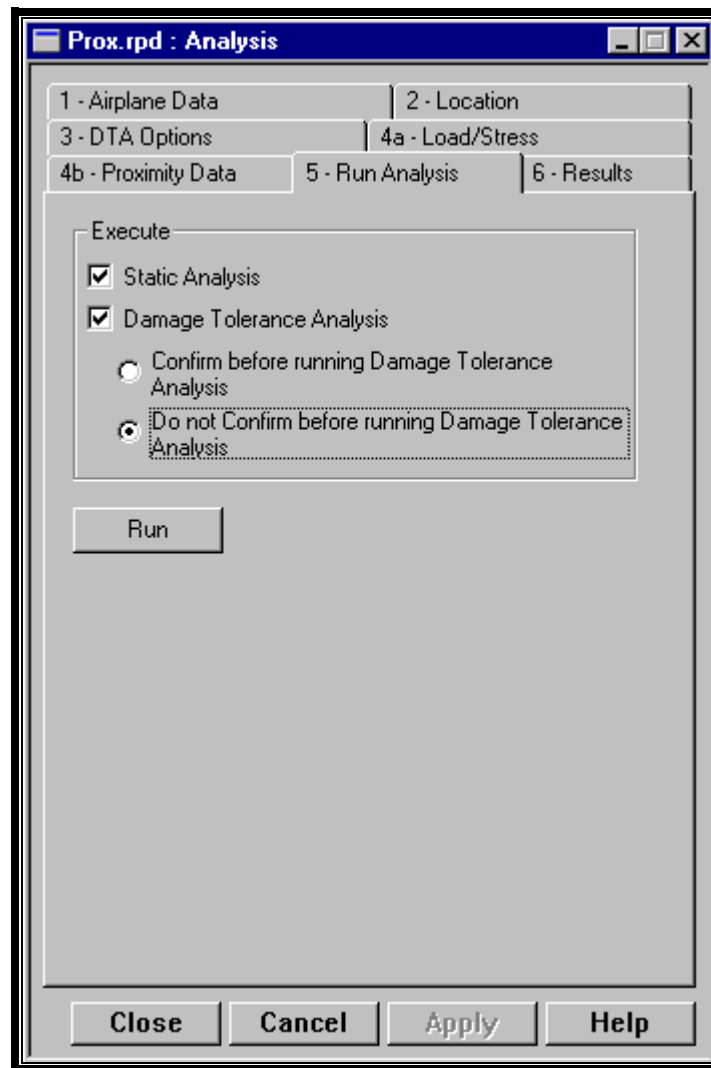 Prox.rpd : Analysis
1 - Airplane Data
2 - Location
3 - DTA Options
4a - Load/Stress
4b - Proximity Data
5 - Run Analysis
6 - Results
Execute
Static Analysis
Damage Tolerance Analysis
Confirm before running Damage Tolerance
Analysis
Do not Confirm before running Damage Tolerance
Analysis
Run
Close
Cancel
Apply
Help